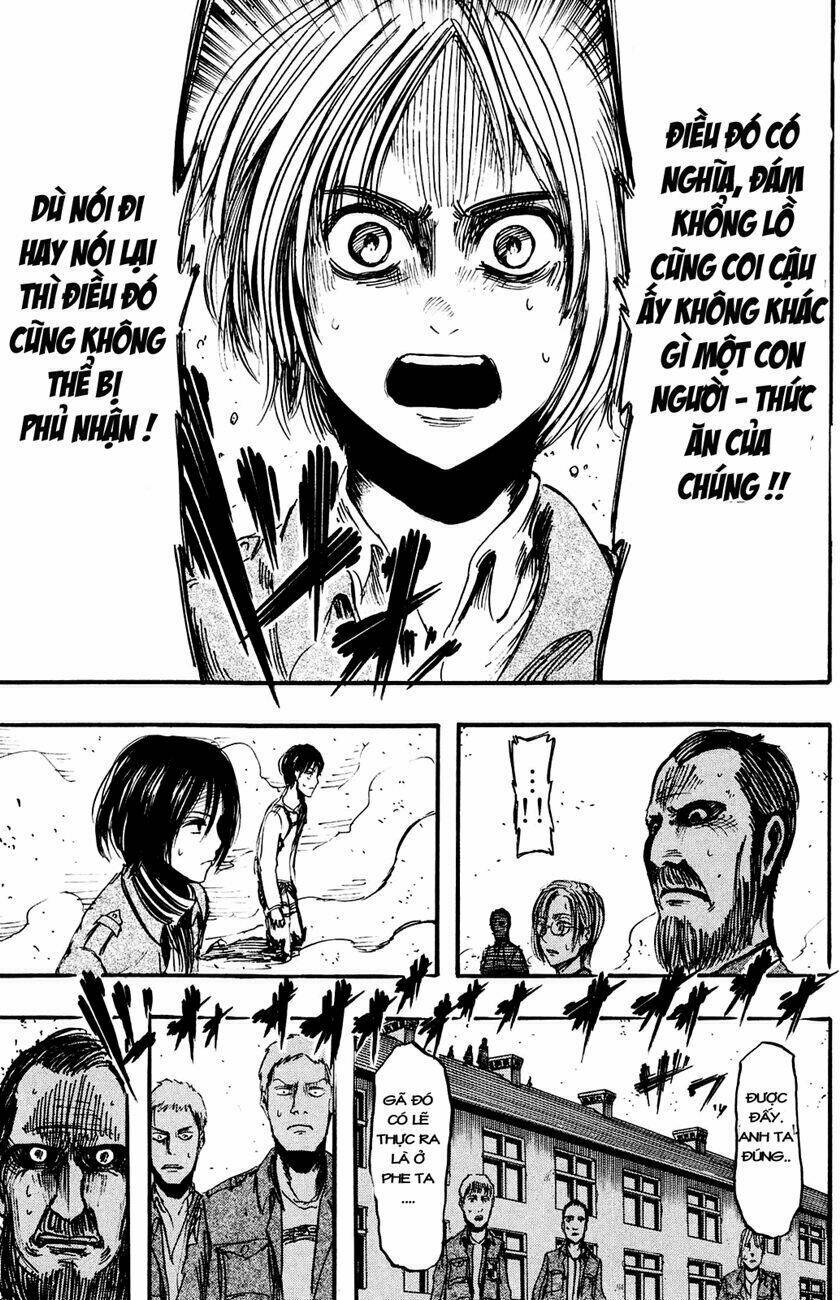 ĐIỀU ĐÓ CÓ
NGHĨA, ĐÁM
KHỔNG LỒ
CŨNG COI CẬU
ẤY KHÔNG KHÁC
GÌ MỘT CON
NGƯỜI - THỨC
ĂN CỦA
CHÚNG !!
DÙ NÓI ĐI
HAY NÓI LẠI
THÌ ĐIỀU ĐÓ
CŨNG KHÔNG
THỂ BỊ
PHỦ NHẬN !
...!!
ĐƯỢC
ĐẤY.
ANH TA
ĐÚNG..
GÃ ĐÓ
CÓ LẼ
THỰC RA
LÀ Ở
PHE TA
....